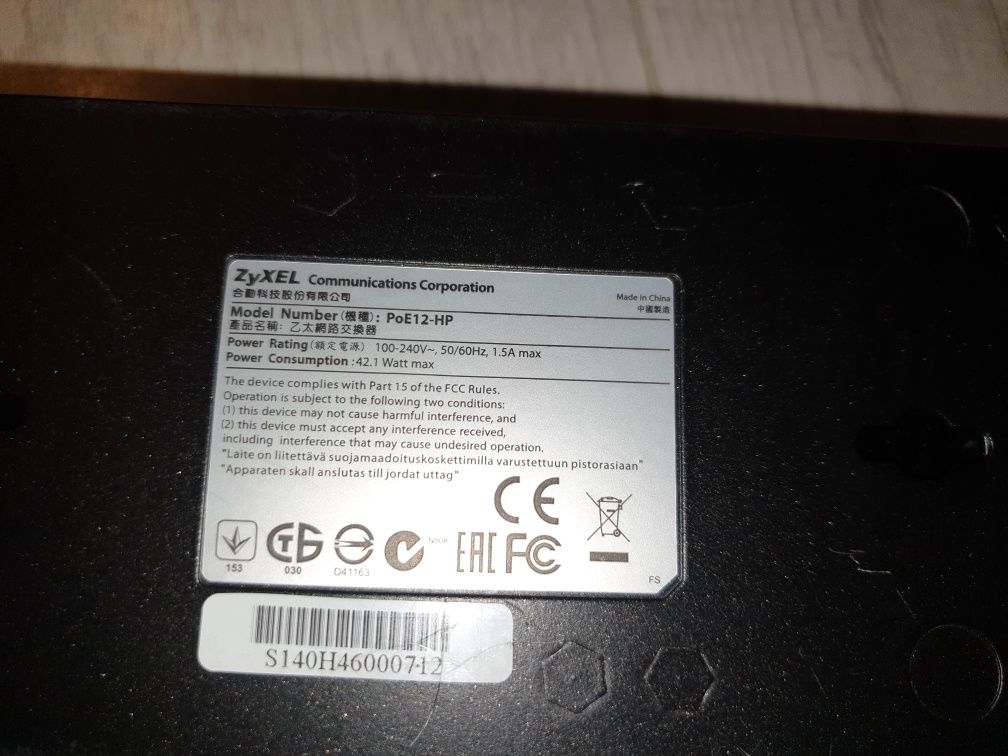 ZyXEL Communications Corporation
合勤科技股份有限公司
Made in China
中國製造
Model Number(機種): PoE12-HP
產品名稱: 乙太網路交換器
Power Rating(額定電源) 100-240V~, 50/60Hz, 1.5A max
Power Consumption :42.1 Watt max
The device complies with Part 15 of the FCC Rules.
Operation is subject to the following two conditions:
(1) this device may not cause harmful interference, and
(2) this device must accept any interference received,
including interference that may cause undesired operation.
"Laite on liitettävä suojamaadoituskoskettimilla varustettuun pistorasiaan"
"Apparaten skall anslutas till jordat uttag"
CE
153
030
D41163
N908
EAC
FC
FS
S140H46000712